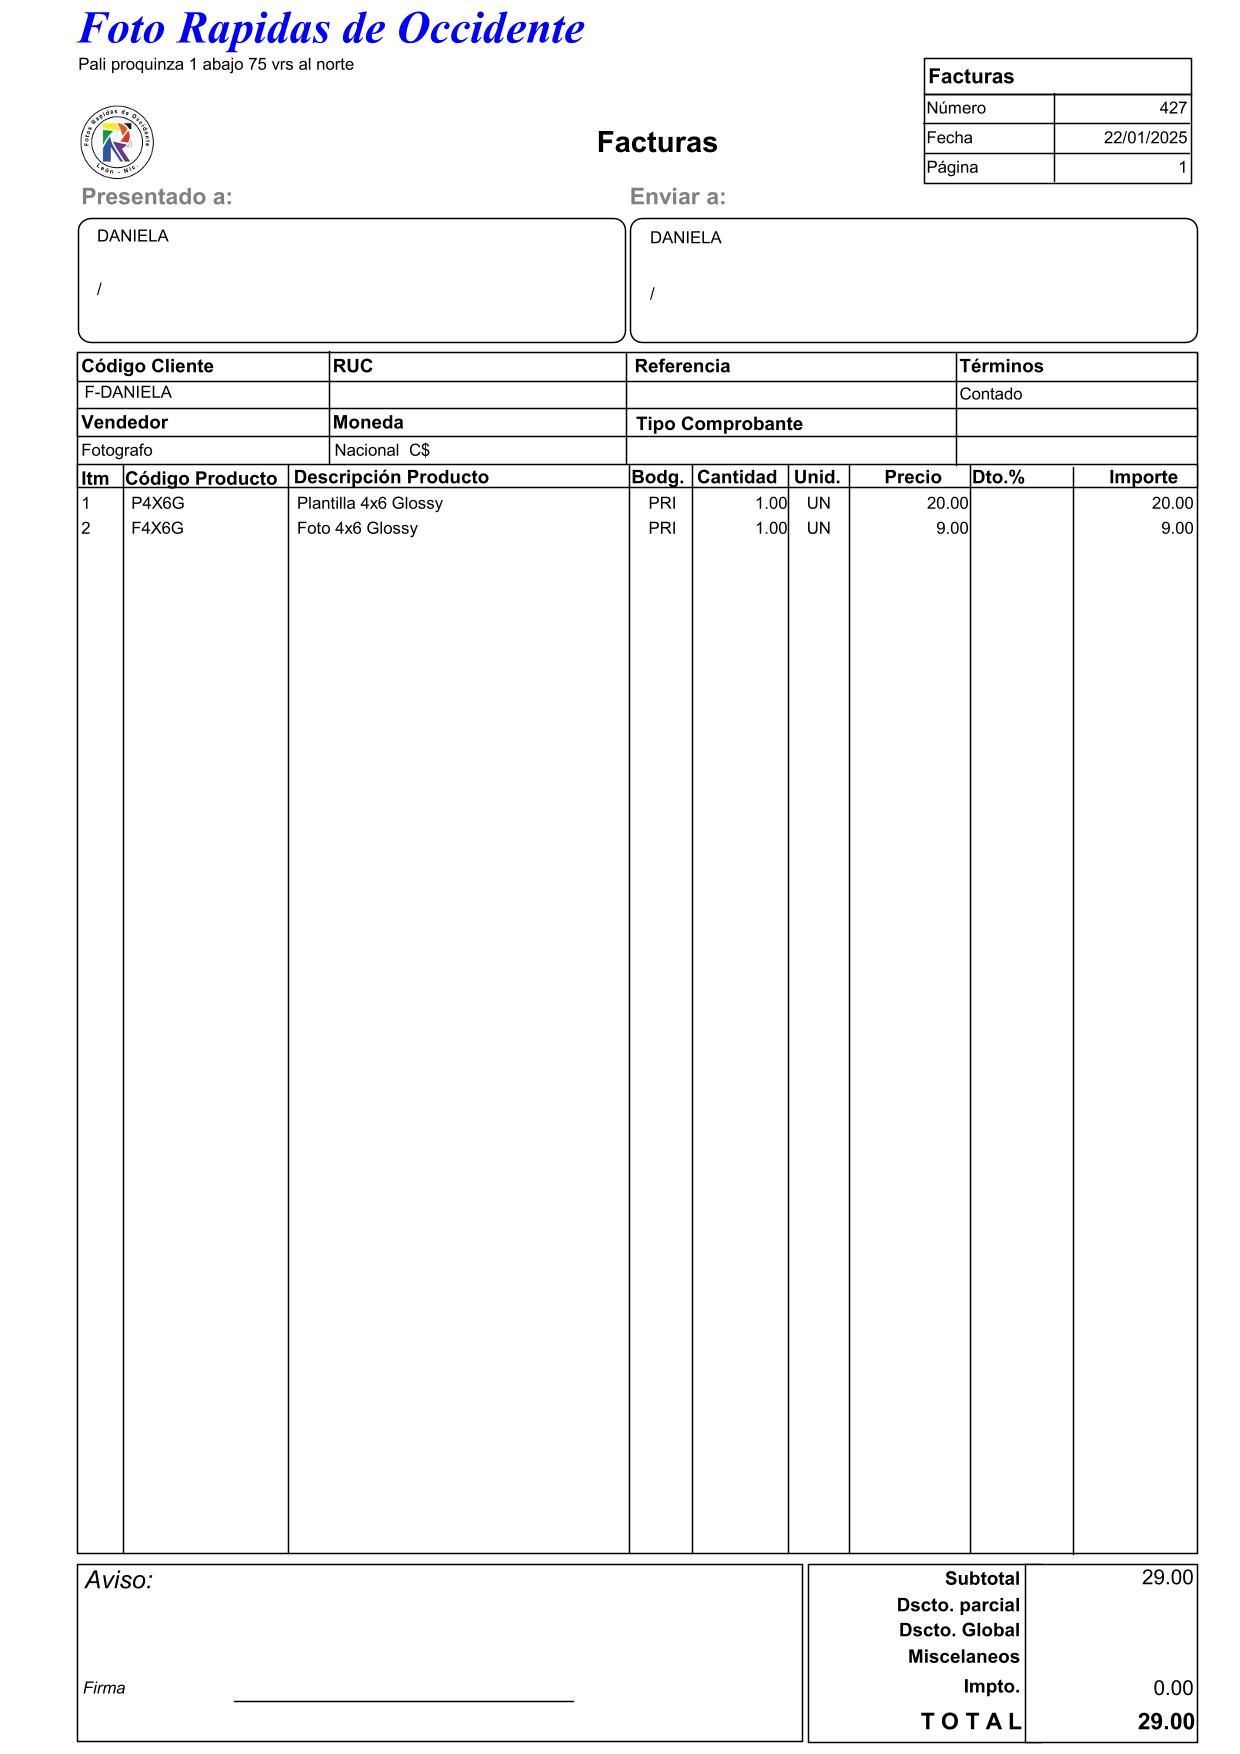 Foto Rapidas de Occidente
Pali proquinza 1 abajo 75 vrs al norte
Fotos Rapidas de Occidente
León - Nic.
Facturas
Facturas
Número 427
Fecha 22/01/2025
Página 1
Presentado a: Enviar a:
DANIELA DANIELA
/ /
Código Cliente RUC Referencia Términos
F-DANIELA Contado
Vendedor Moneda Tipo Comprobante
Fotografo Nacional C$
Itm Código Producto Descripción Producto Bodg. Cantidad Unid. Precio Dto.% Importe
1 P4X6G Plantilla 4x6 Glossy PRI 1.00 UN 20.00 20.00
2 F4X6G Foto 4x6 Glossy PRI 1.00 UN 9.00 9.00
Aviso:
Firma
Subtotal 29.00
Dscto. parcial
Dscto. Global
Miscelaneos
Impto. 0.00
T O T A L 29.00